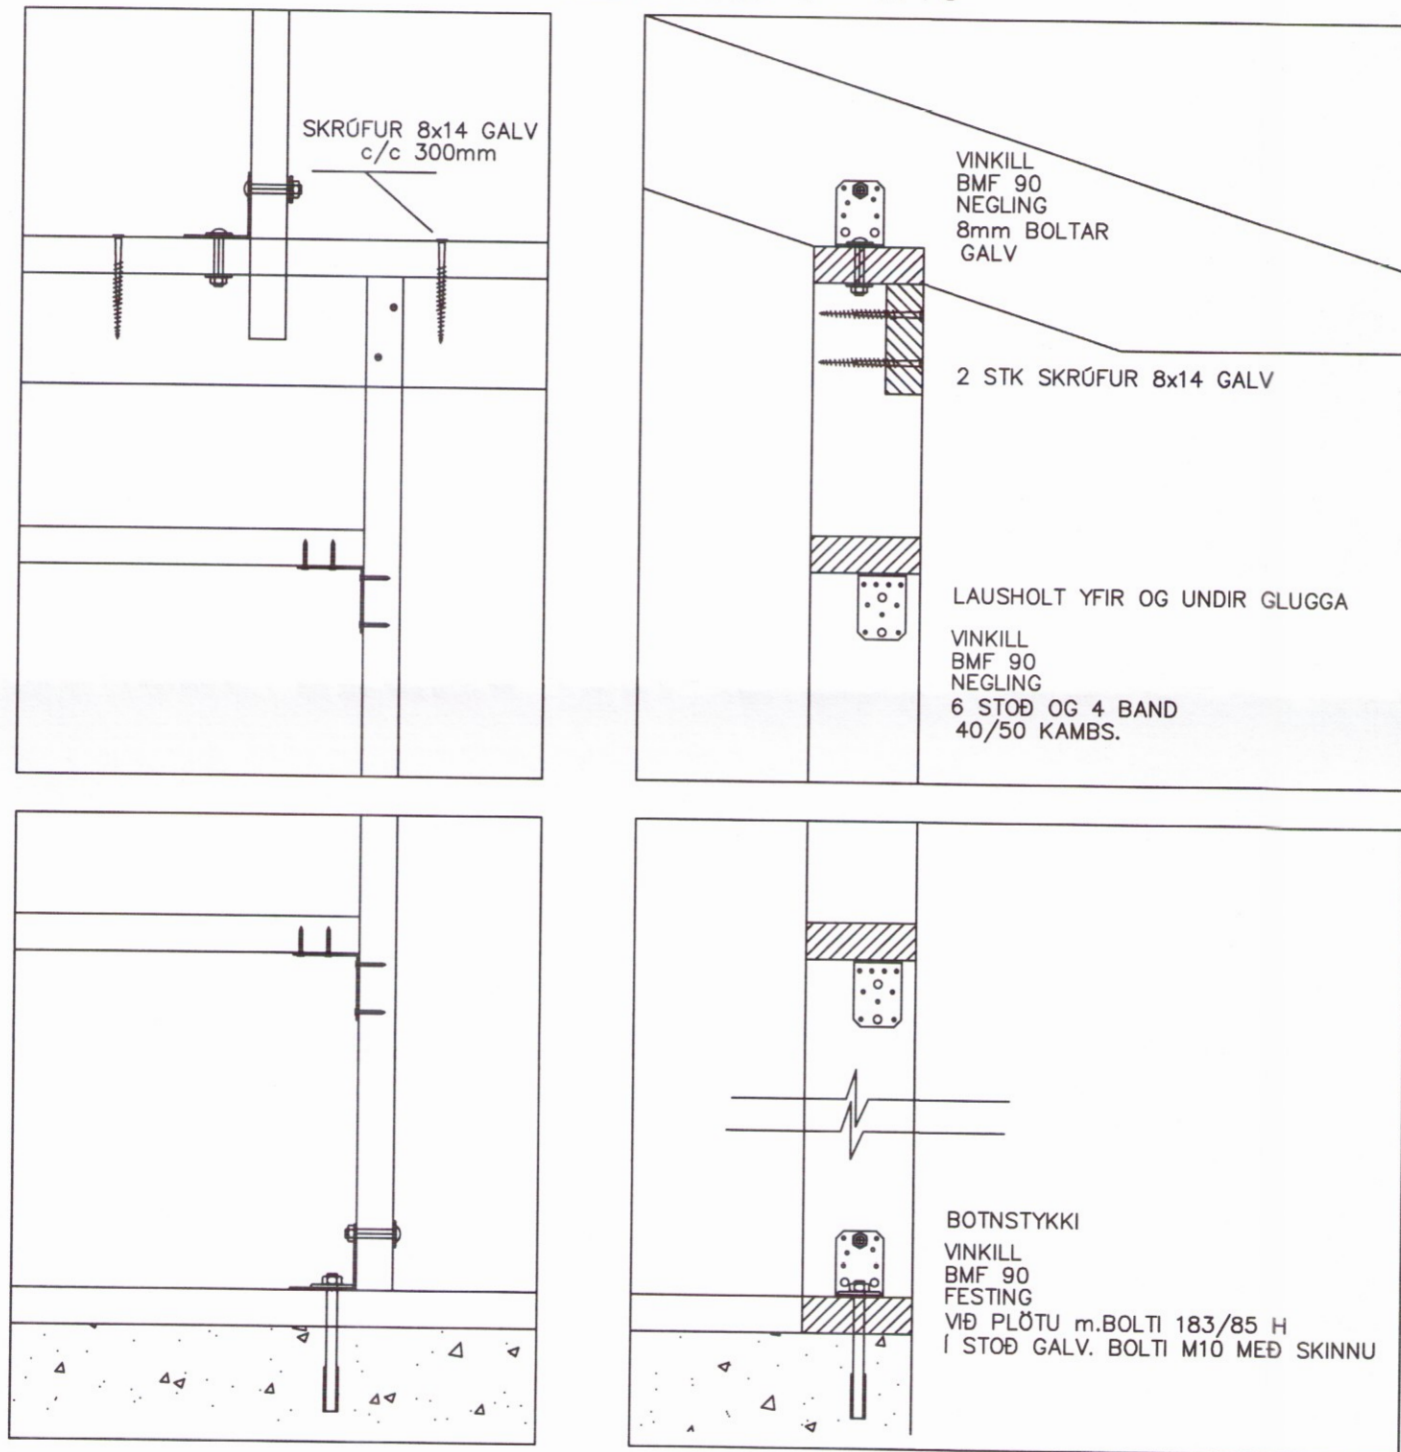 SKRÚFUR 8x14 GALV
c/c 300mm
VINKILL
BMF 90
NEGLING
8mm BOLTAR
GALV
2 STK SKRÚFUR 8x14 GALV
LAUSHOLT YFIR OG UNDIR GLUGGA
VINKILL
BMF 90
NEGLING
6 STOÐ OG 4 BAND
40/50 KAMBS.
BOTNSTYKKI
VINKILL
BMF 90
FESTING
VIÐ PLÖTU m.BOLTI 183/85 H
Í STOÐ GALV. BOLTI M10 MEÐ SKINNU